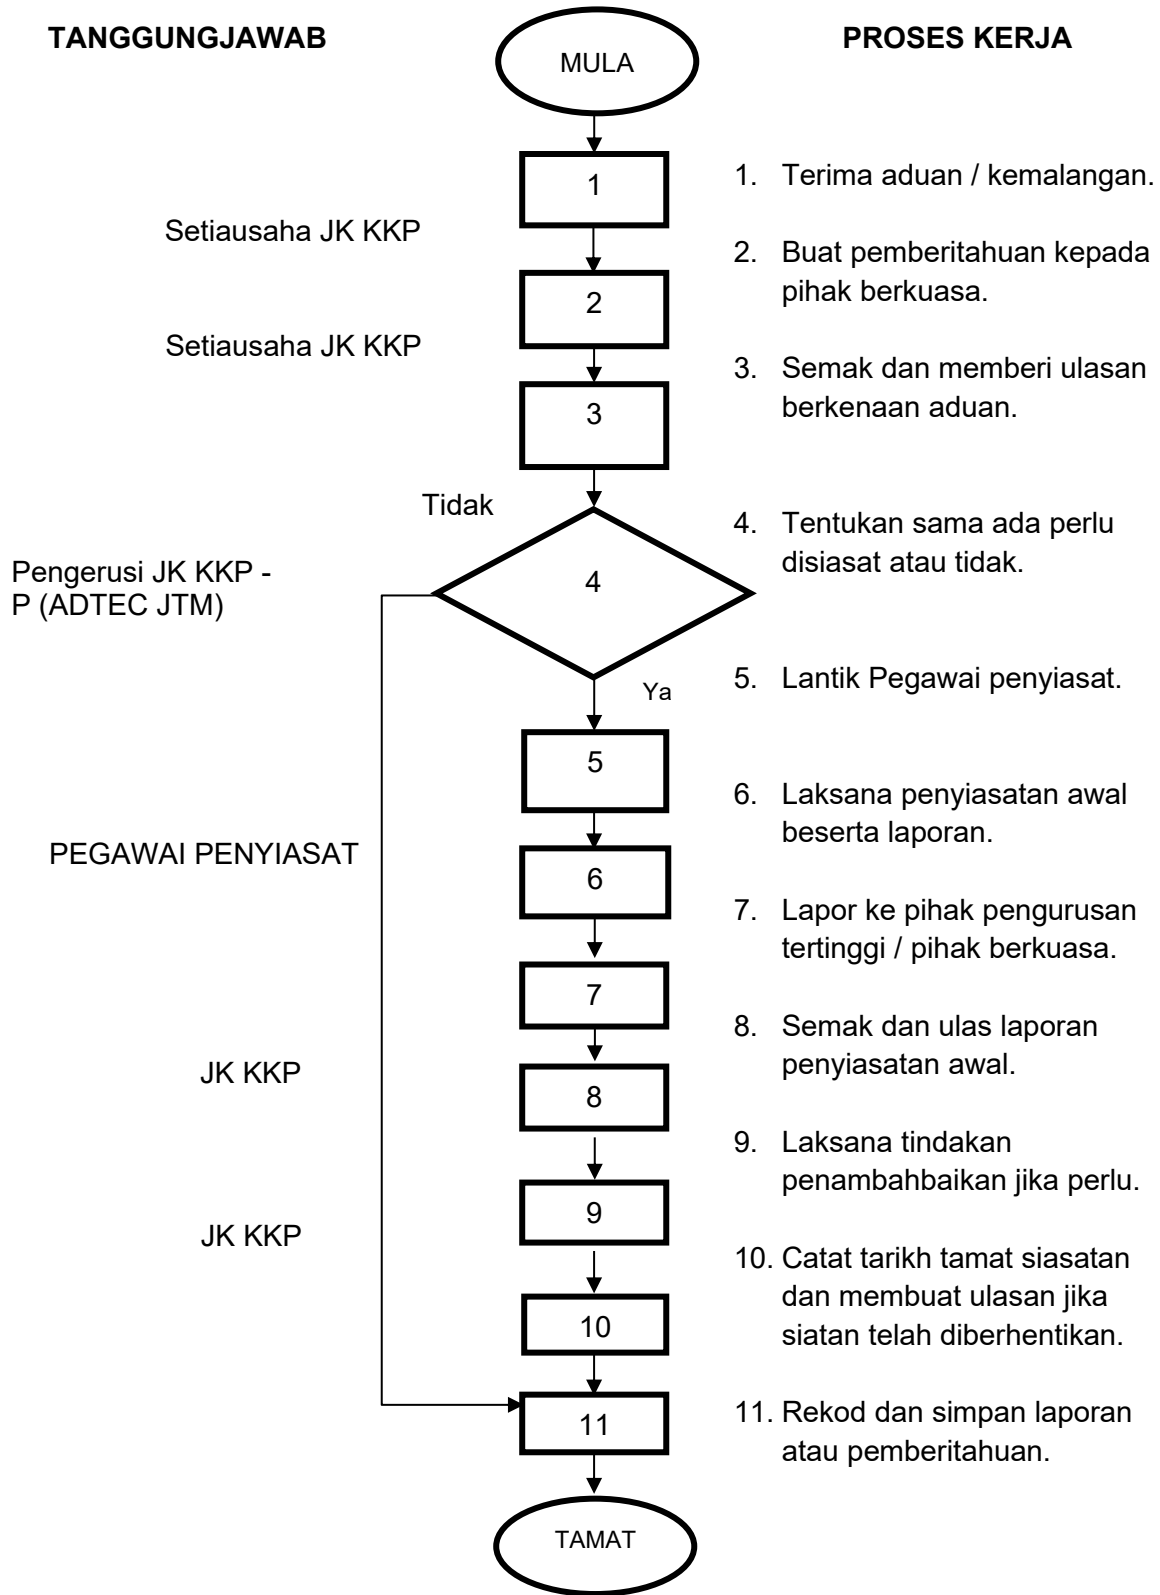 TANGGUNGJAWAB
MULA
PROSES KERJA
1
1. Terima aduan / kemalangan.
Setiausaha JK KKP
2. Buat pemberitahuan kepada
pihak berkuasa.
2
Setiausaha JK KKP
3. Semak dan memberi ulasan
berkenaan aduan.
3
Tidak
4. Tentukan sama ada perlu
disiasat atau tidak.
Pengerusi JK KKP -
P (ADTEC JTM)
4
Ya
5. Lantik Pegawai penyiasat.
5
6. Laksana penyiasatan awal
beserta laporan.
PEGAWAI PENYIASAT
6
7. Lapor ke pihak pengurusan
tertinggi / pihak berkuasa.
7
8. Semak dan ulas laporan
penyiasatan awal.
JK KKP
8
9. Laksana tindakan
penambahbaikan jika perlu.
9
JK KKP
10. Catat tarikh tamat siasatan
dan membuat ulasan jika
siatan telah diberhentikan.
10
11. Rekod dan simpan laporan
atau pemberitahuan.
11
TAMAT